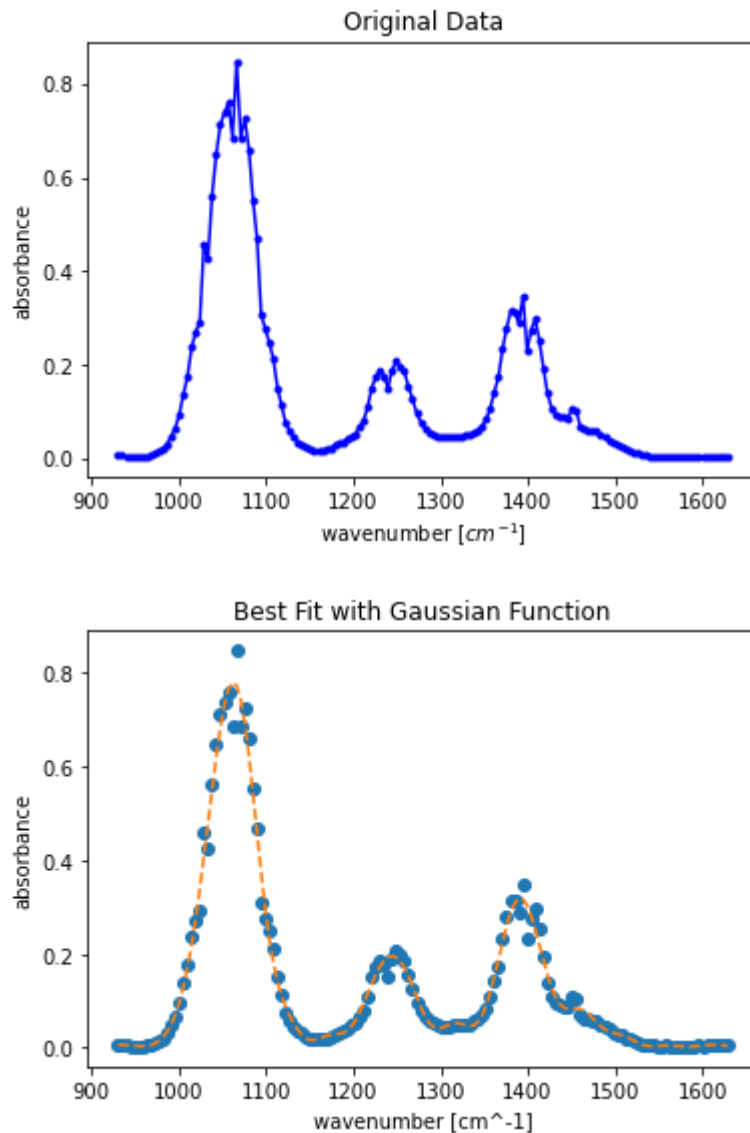 Original Data
0.8
0.6
0.4
0.2
0.0
absorbance
900 1000 1100 1200 1300 1400 1500 1600
wavenumber [cm⁻¹]
Best Fit with Gaussian Function
0.8
0.6
0.4
0.2
0.0
absorbance
900 1000 1100 1200 1300 1400 1500 1600
wavenumber [cm^-1]